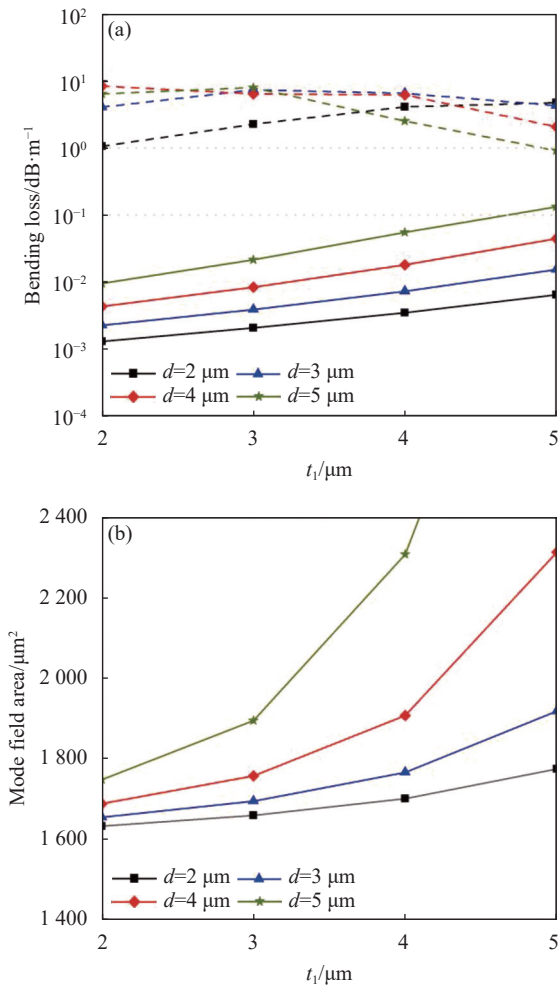 (a)
10²
10¹
10⁰
10⁻¹
10⁻²
10⁻³
10⁻⁴
Bending loss/dB·m⁻¹
d=2 μm
d=3 μm
d=4 μm
d=5 μm
2
3
4
5
t₁/μm
(b)
2 400
2 200
2 000
1 800
1 600
1 400
Mode field area/μm²
d=2 μm
d=3 μm
d=4 μm
d=5 μm
2
3
4
5
t₁/μm